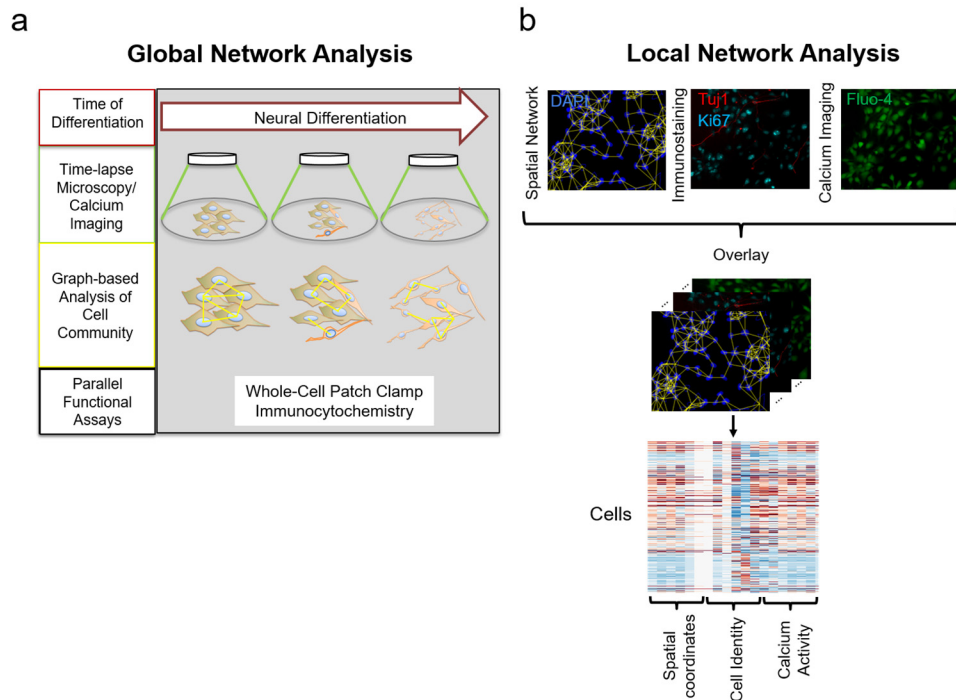 a
Global Network Analysis
Time of
Differentiation
Neural Differentiation
Time-lapse
Microscopy/
Calcium
Imaging
Graph-based
Analysis of
Cell
Community
Parallel
Functional
Assays
Whole-Cell Patch Clamp
Immunocytochemistry
b
Local Network Analysis
Spatial Network
DAPI
Immunostaining
Tuj1
Ki67
Calcium Imaging
Fluo-4
Overlay
...
...
Cells
Spatial
coordinates
Cell Identity
Calcium
Activity